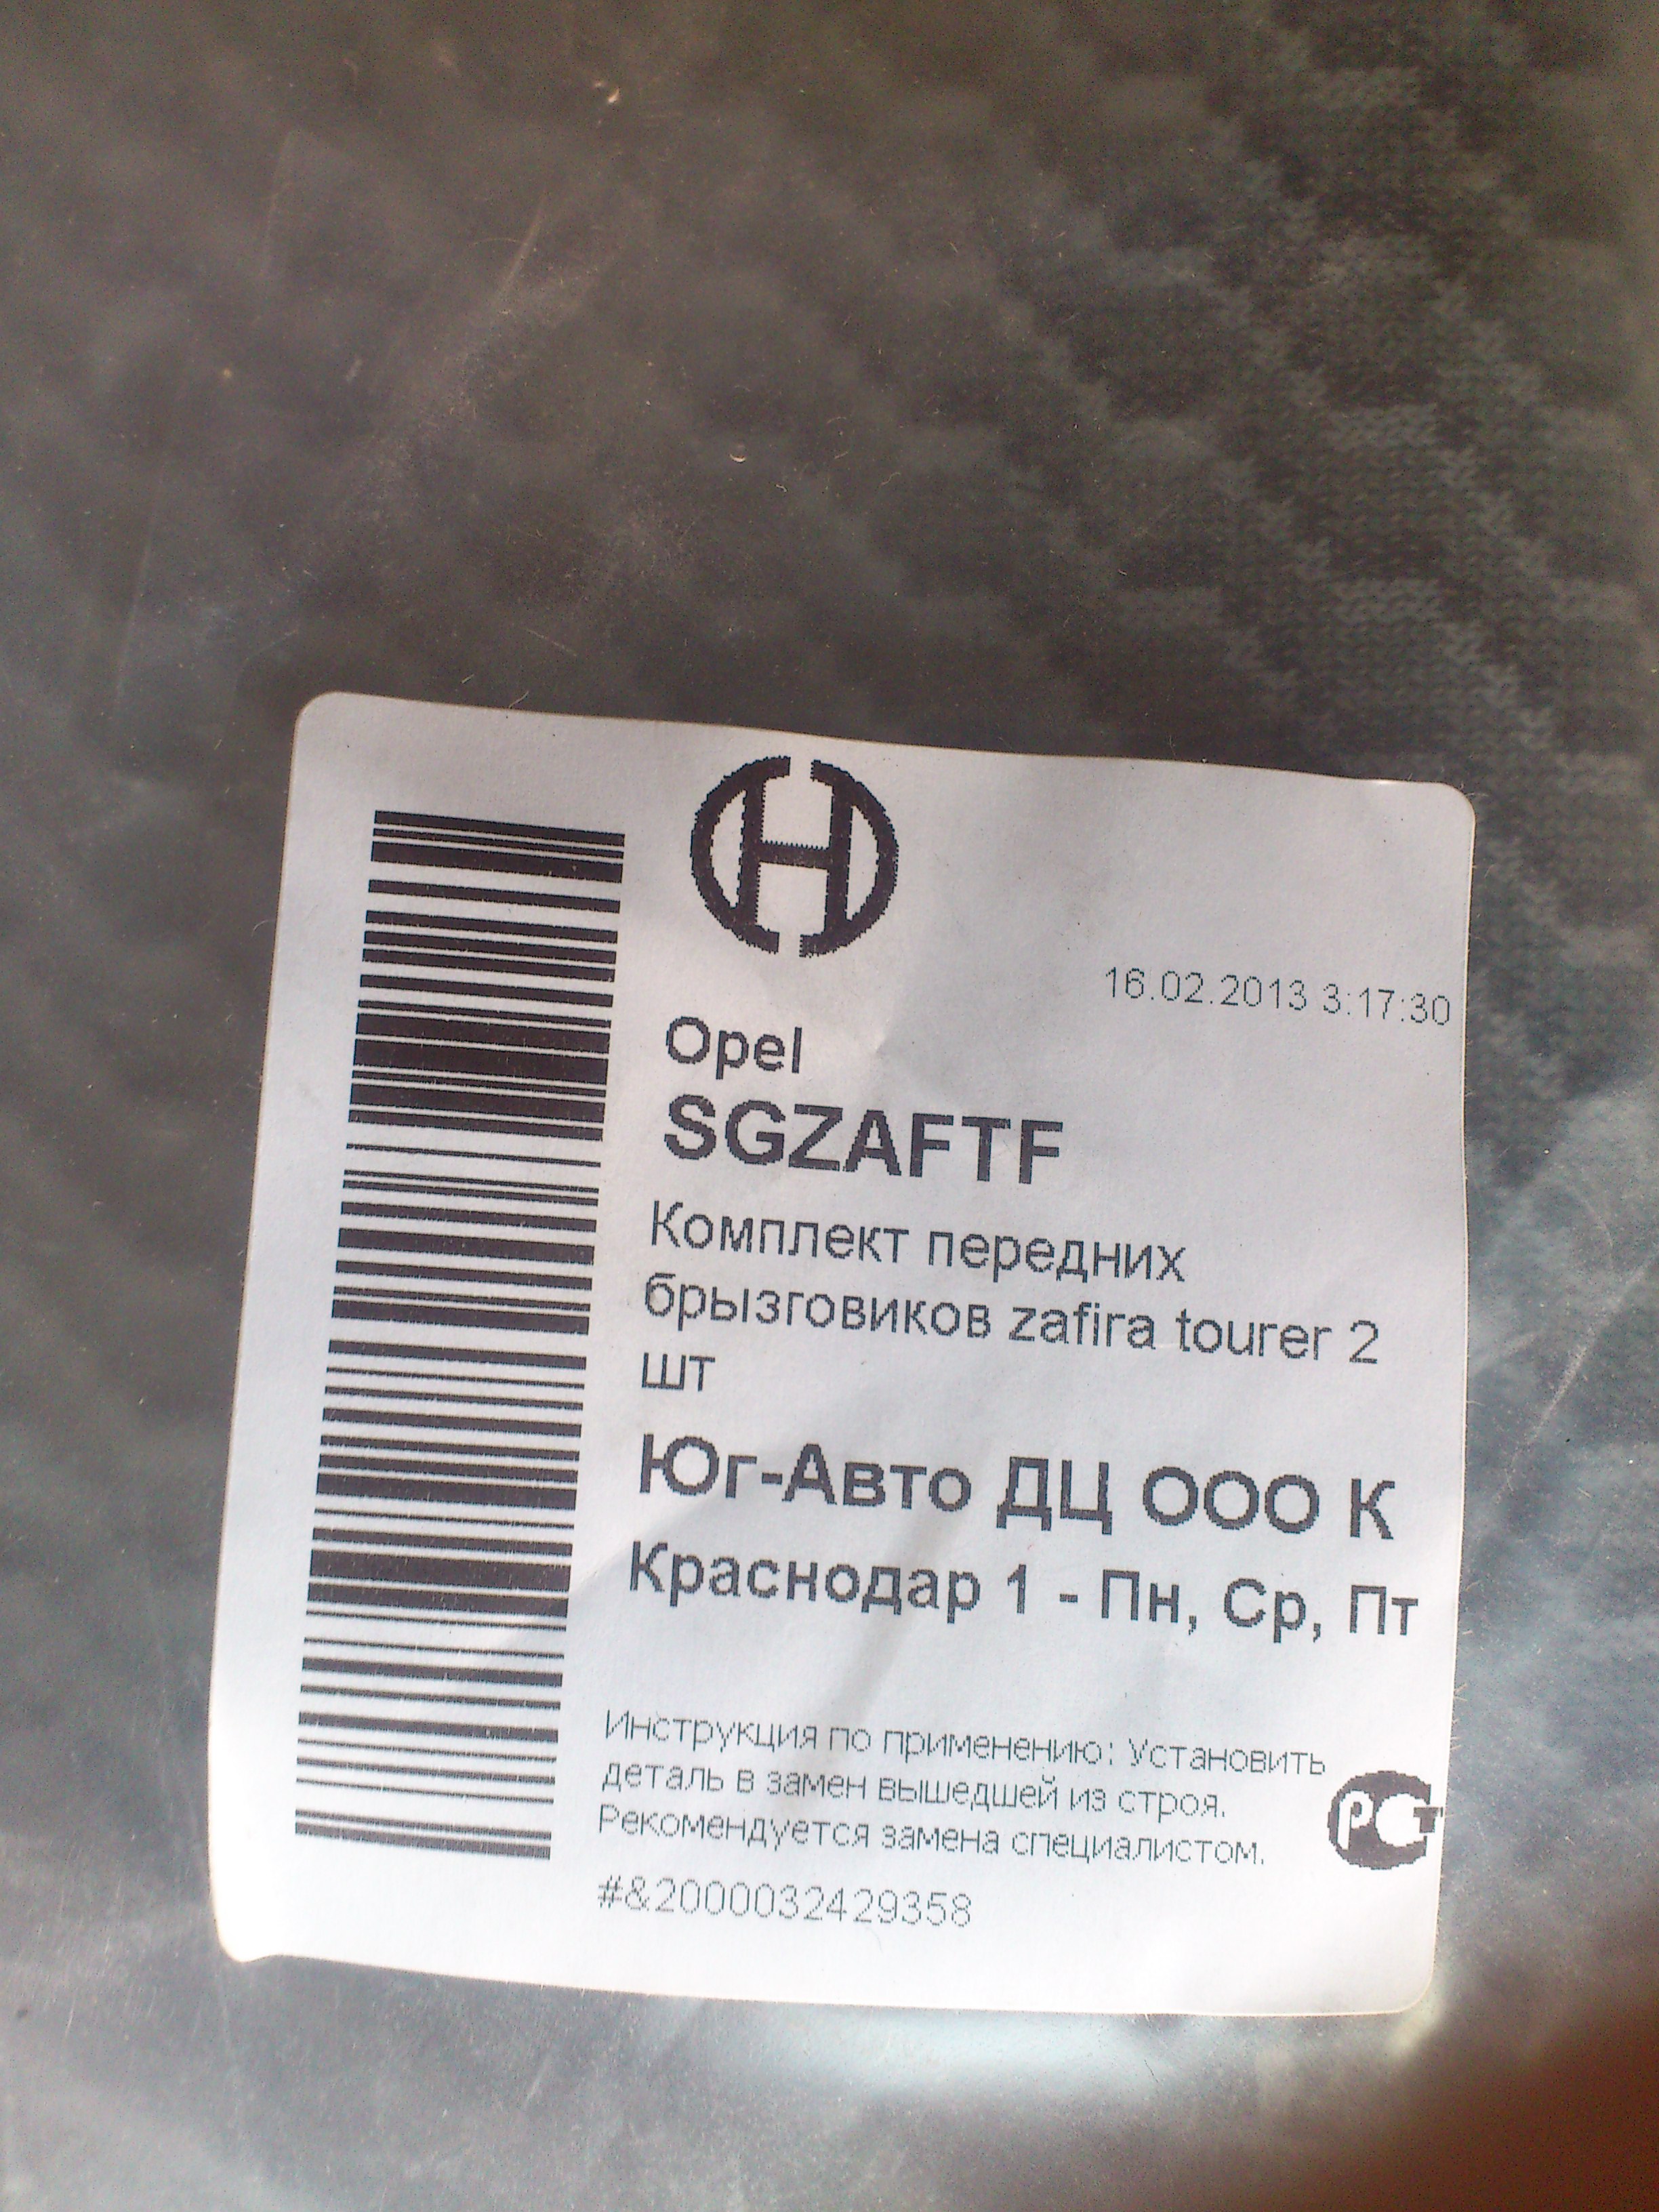 H
16.02.2013 3:17:30
Opel
SGZAFTF
Комплект передних
брызговиков zafira tourer 2
шт
Юг-Авто ДЦ ООО К
Краснодар 1 - Пн, Ср, Пт
Инструкция по применению: Установить
деталь в замен вышедшей из строя.
Рекомендуется замена специалистом.
РСТ
#&2000032429358